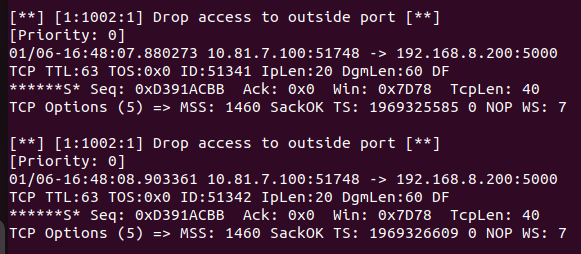 [**] [1:1002:1] Drop access to outside port [**]
[Priority: 0]
01/06-16:48:07.880273 10.81.7.100:51748 -> 192.168.8.200:5000
TCP TTL:63 TOS:0x0 ID:51341 IpLen:20 DgmLen:60 DF
******S* Seq: 0xD391ACBB  Ack: 0x0  Win: 0x7D78  TcpLen: 40
TCP Options (5) => MSS: 1460 SackOK TS: 1969325585 0 NOP WS: 7

[**] [1:1002:1] Drop access to outside port [**]
[Priority: 0]
01/06-16:48:08.903361 10.81.7.100:51748 -> 192.168.8.200:5000
TCP TTL:63 TOS:0x0 ID:51342 IpLen:20 DgmLen:60 DF
******S* Seq: 0xD391ACBB  Ack: 0x0  Win: 0x7D78  TcpLen: 40
TCP Options (5) => MSS: 1460 SackOK TS: 1969326609 0 NOP WS: 7